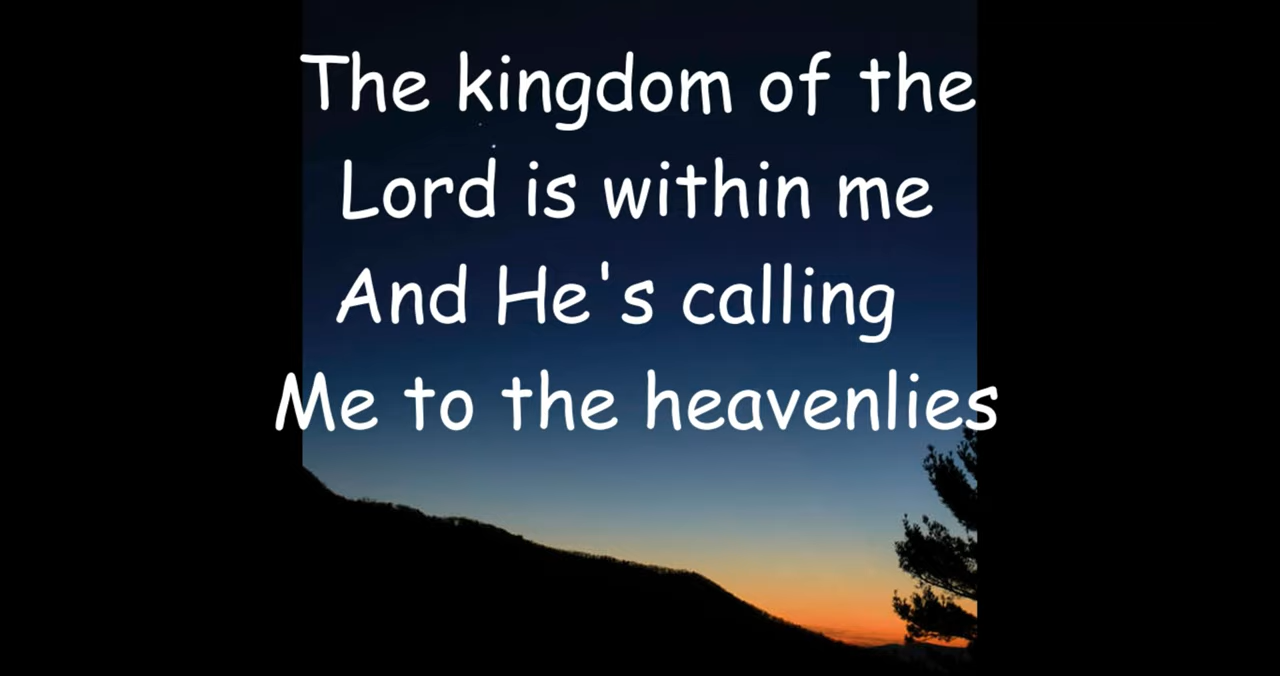 The kingdom of the
Lord is within me
And He's calling
Me to the heavenlies